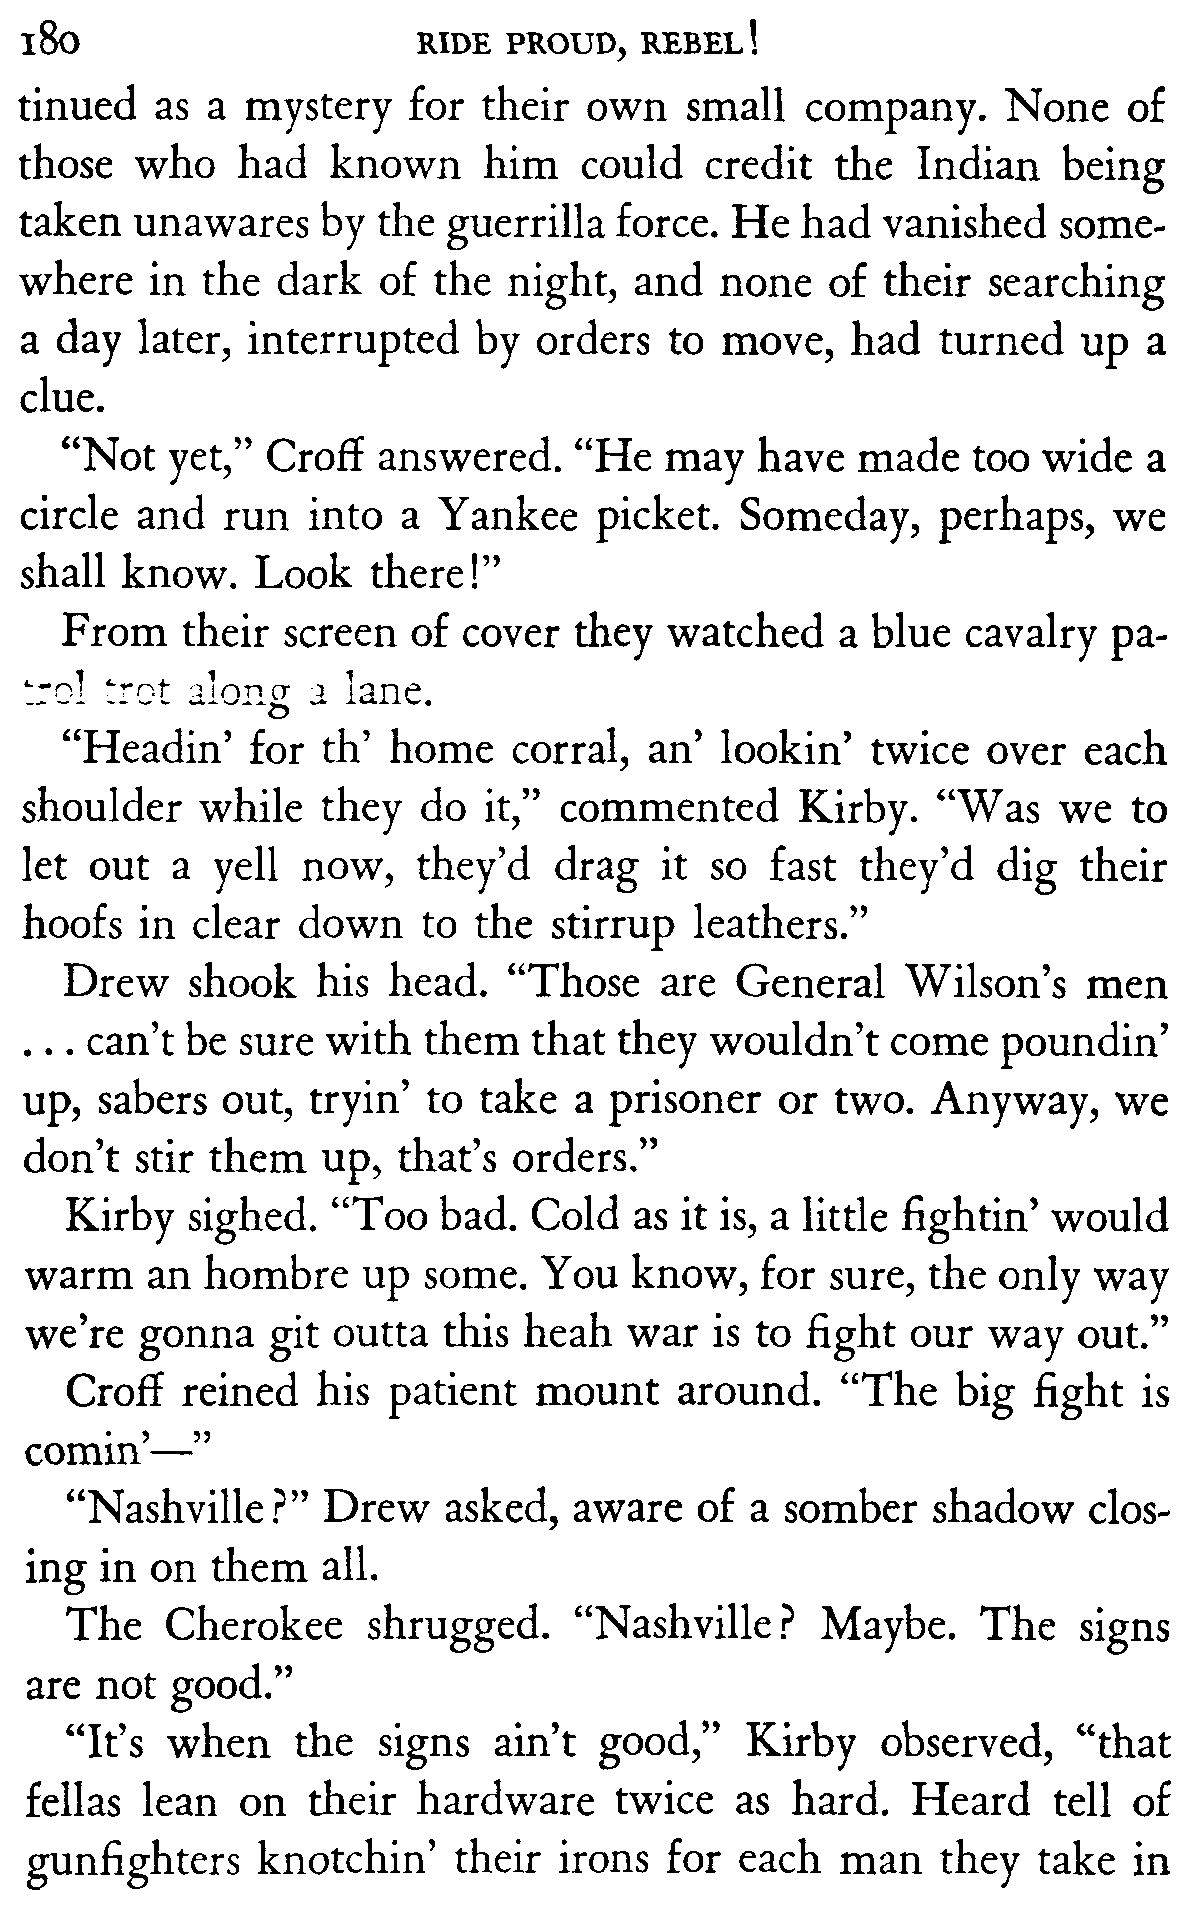 180 RIDE PROUD, REBEL!
tinued as a mystery for their own small company. None of
those who had known him could credit the Indian being
taken unawares by the guerrilla force. He had vanished some-
where in the dark of the night, and none of their searching
a day later, interrupted by orders to move, had turned up a
clue.
“Not yet,” Croff answered. “He may have made too wide a
circle and run into a Yankee picket. Someday, perhaps, we
shall know. Look there!”
From their screen of cover they watched a blue cavalry pa-
trol trot along a lane.
“Headin’ for th’ home corral, an’ lookin’ twice over each
shoulder while they do it,” commented Kirby. “Was we to
let out a yell now, they’d drag it so fast they’d dig their
hoofs in clear down to the stirrup leathers.”
Drew shook his head. “Those are General Wilson’s men
. . . can’t be sure with them that they wouldn’t come poundin’
up, sabers out, tryin’ to take a prisoner or two. Anyway, we
don’t stir them up, that’s orders.”
Kirby sighed. “Too bad. Cold as it is, a little fightin’ would
warm an hombre up some. You know, for sure, the only way
we’re gonna git outta this heah war is to fight our way out.”
Croff reined his patient mount around. “The big fight is
comin’—”
“Nashville?” Drew asked, aware of a somber shadow clos-
ing in on them all.
The Cherokee shrugged. “Nashville? Maybe. The signs
are not good.”
“It’s when the signs ain’t good,” Kirby observed, “that
fellas lean on their hardware twice as hard. Heard tell of
gunfighters knotchin’ their irons for each man they take in